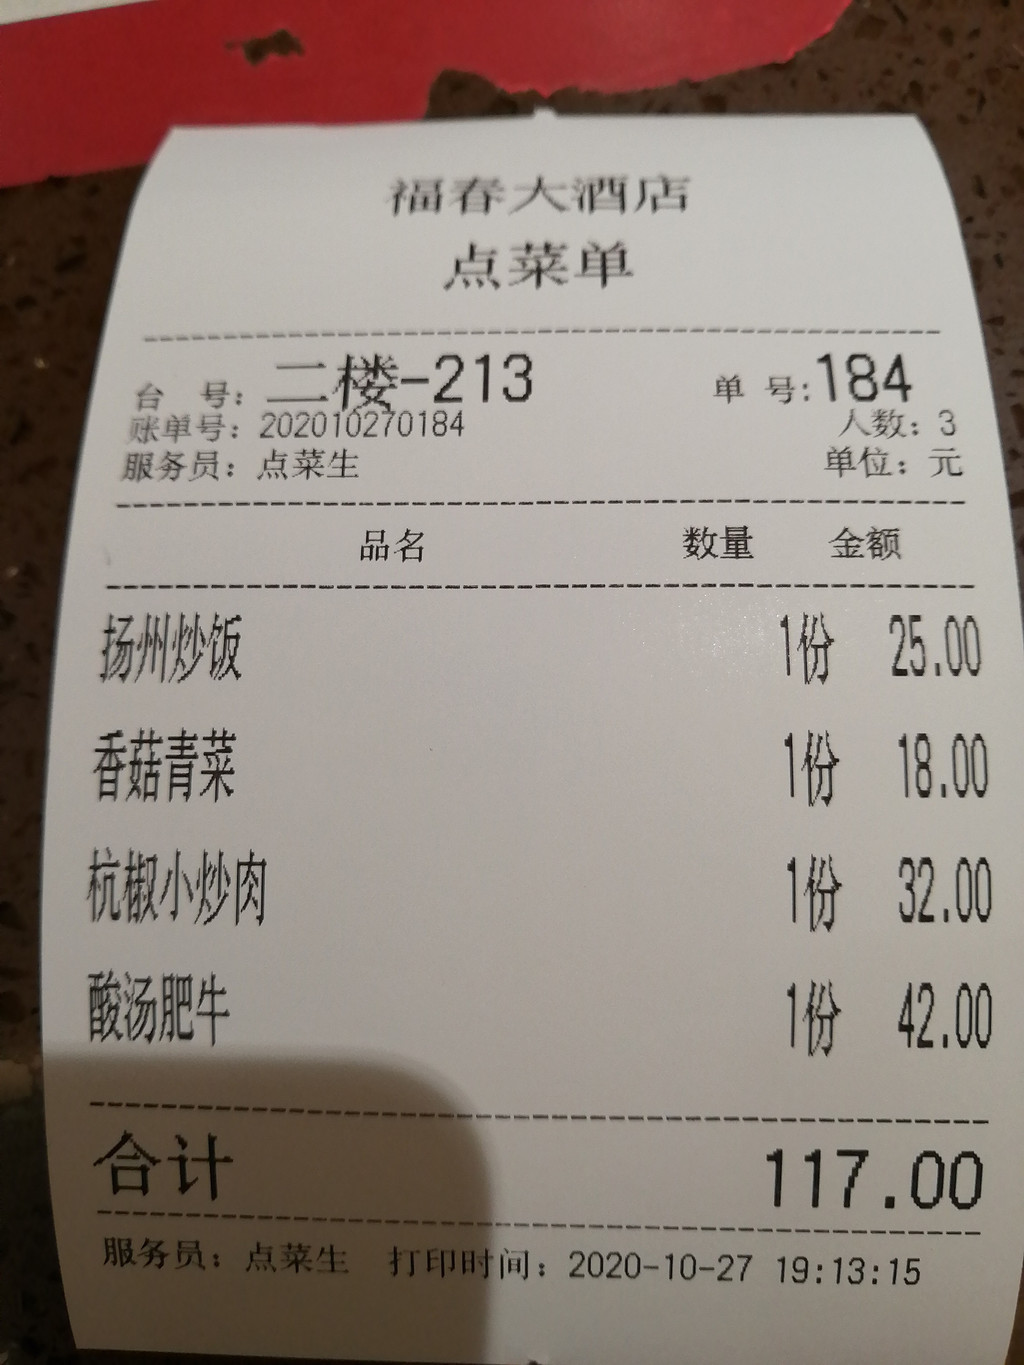 福春大酒店
点菜单
台 号：二楼-213 单 号:184
账单号：202010270184 人数：3
服务员：点菜生 单位：元
品名 数量 金额
扬州炒饭 1份 25.00
香菇青菜 1份 18.00
杭椒小炒肉 1份 32.00
酸汤肥牛 1份 42.00
合计 117.00
服务员：点菜生 打印时间：2020-10-27 19:13:15